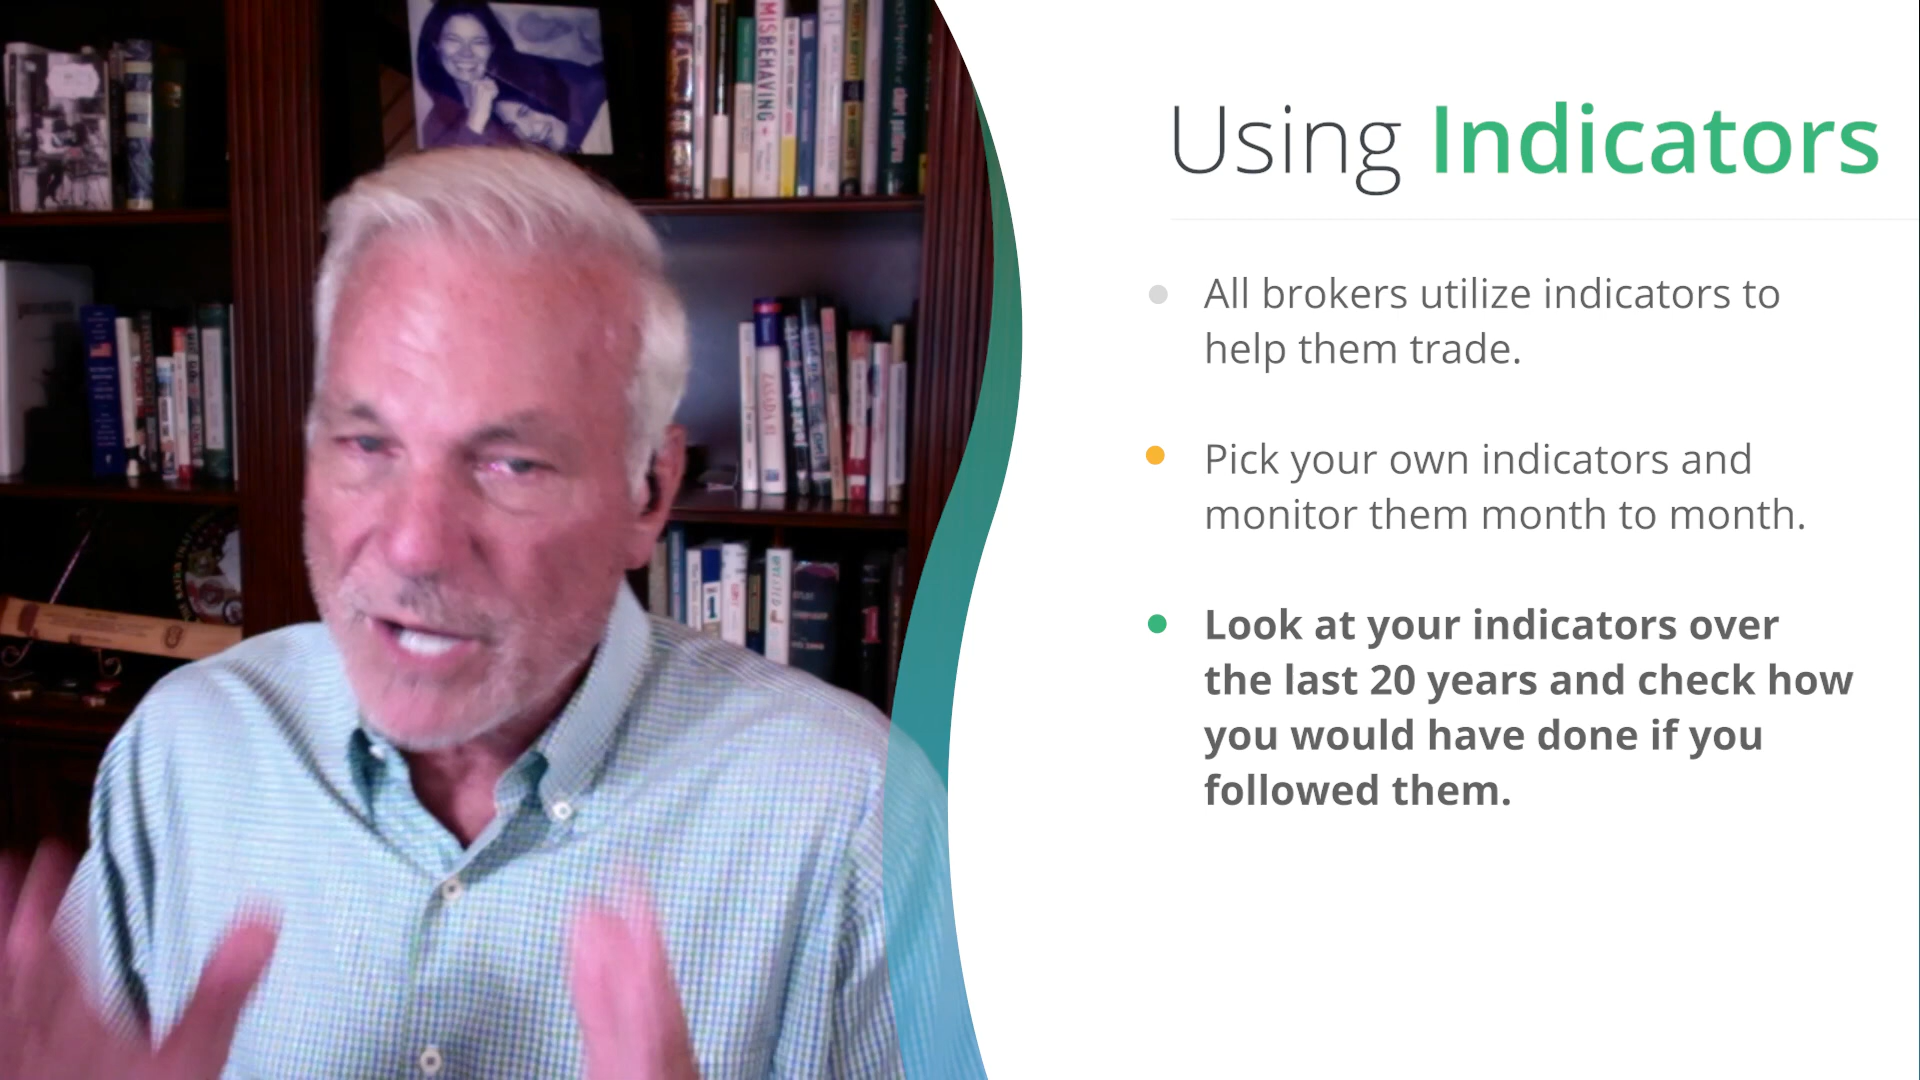 MISBEHAVING
Using Indicators
All brokers utilize indicators to
help them trade.
Pick your own indicators and
monitor them month to month.
Look at your indicators over
the last 20 years and check how
you would have done if you
followed them.